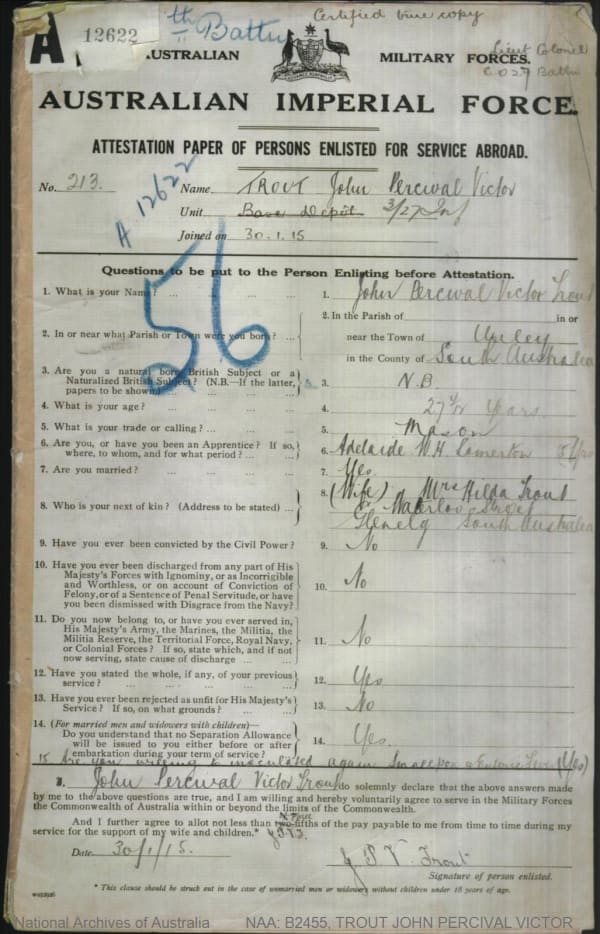 Certified true copy
A 12622 th Battn
AUSTRALIAN MILITARY FORCES.
Lieut Colonel
C O 27 Battn
AUSTRALIAN IMPERIAL FORCE.
ATTESTATION PAPER OF PERSONS ENLISTED FOR SERVICE ABROAD.
No. 213. Name TROUT John Percival Victor
Unit Base Depôt 3/27 Inf
Joined on 30.1.15
A 12622
56
Questions to be put to the Person Enlisting before Attestation.
1. What is your Name? ... ... ... ... 1. John Percival Victor Trout
2. In or near what Parish or Town were you born? ... 2. In the Parish of in or
near the Town of Unley
in the County of South Australia
3. Are you a natural born British Subject or a
Naturalized British Subject? (N.B.—If the latter,
papers to be shown) 3. N.B.
4. What is your age? ... ... ... ... 4. 27 Years
5. What is your trade or calling? ... ... ... 5. Mason
6. Are you, or have you been an Apprentice? If so,
where, to whom, and for what period? ... ... 6. Adelaide W.H.
7. Are you married? ... ... ... ... 7. Yes
8. Who is your next of kin? (Address to be stated) ... 8. (Wife) Mrs Hilda Trout
Waterloo Street
Glenelg South Australia
9. Have you ever been convicted by the Civil Power? 9. No
10. Have you ever been discharged from any part of His
Majesty's Forces with Ignominy, or as Incorrigible
and Worthless, or on account of Conviction of
Felony, or of a Sentence of Penal Servitude, or have
you been Dismissed with Disgrace from the Navy? 10. No
11. Do you now belong to, or have you ever served in,
His Majesty's Army, the Marines, the Militia, the
Militia Reserve, the Territorial Force, Royal Navy,
or Colonial Forces? If so, state which, and if not
now serving, state cause of discharge ... ... 11. No
12. Have you stated the whole, if any, of your previous
service? ... ... ... ... 12. Yes
13. Have you ever been rejected as unfit for His Majesty's
Service? If so, on what grounds? ... ... 13. No
14. (For married men and widowers with children)—
Do you understand that no Separation Allowance
will be issued to you either before or after
embarkation during your term of service? 14. Yes.
15 Are you willing to inoculated again Smallpox & Enteric Fever (Yes)
I, John Percival Victor Trout do solemnly declare that the above answers made
by me to the above questions are true, and I am willing and hereby voluntarily agree to serve in the Military Forces
of the Commonwealth of Australia within or beyond the limits of the Commonwealth.
* Three
And I further agree to allot not less than two-fifths of the pay payable to me from time to time during my
service for the support of my wife and children.* J.P.V.T.
Date 30/1/15.
J. P. V. Trout
Signature of person enlisted.
* This clause should be struck out in the case of unmarried men or widowers without children under 18 years of age.
National Archives of Australia NAA: B2455, TROUT JOHN PERCIVAL VICTOR